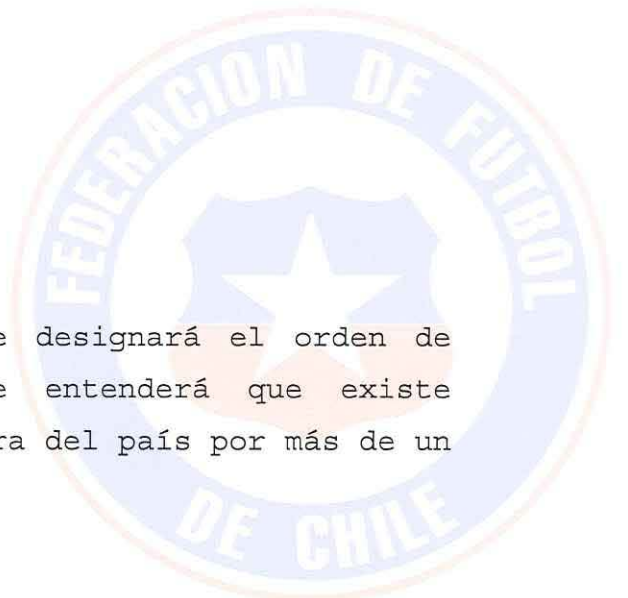 FEDERACION DE FUTBOL
e designará el orden de
e entenderá que existe
ra del país por más de un
DE CHILE